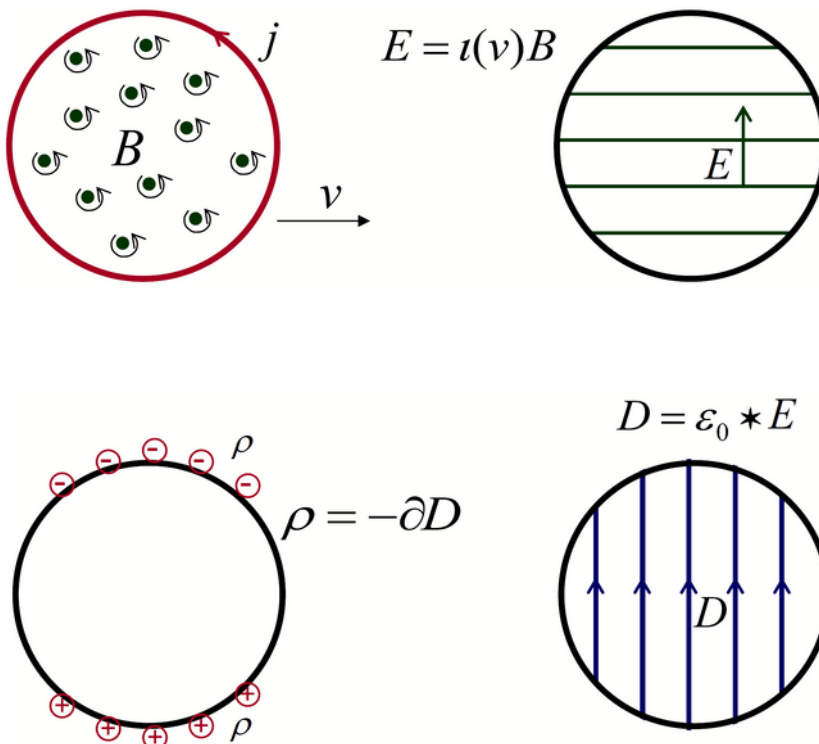 j
E = ι(v)B
B
v
E
D = ε₀ ∗ E
- - - - -
ρ
ρ = −∂D
D
+ + + + +
ρ